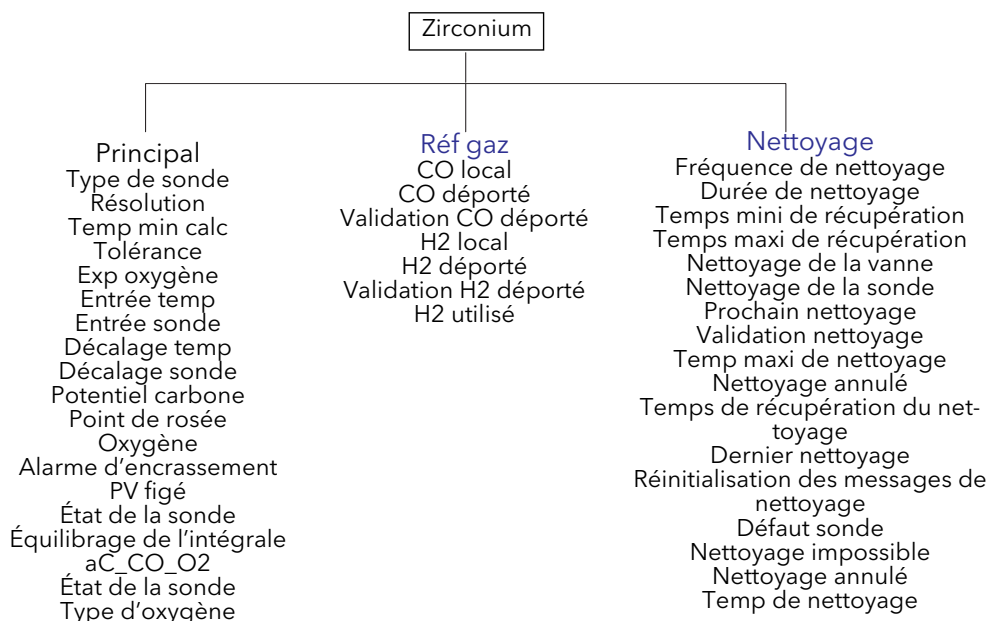 Zirconium
Principal
Type de sonde
Résolution
Temp min calc
Tolérance
Exp oxygène
Entrée temp
Entrée sonde
Décalage temp
Décalage sonde
Potentiel carbone
Point de rosée
Oxygène
Alarme d'encrassement
PV figé
État de la sonde
Équilibrage de l'intégrale
aC_CO_O2
État de la sonde
Type d'oxygène
Réf gaz
CO local
CO déporté
Validation CO déporté
H2 local
H2 déporté
Validation H2 déporté
H2 utilisé
Nettoyage
Fréquence de nettoyage
Durée de nettoyage
Temps mini de récupération
Temps maxi de récupération
Nettoyage de la vanne
Nettoyage de la sonde
Prochain nettoyage
Validation nettoyage
Temp maxi de nettoyage
Nettoyage annulé
Temps de récupération du net-
toyage
Dernier nettoyage
Réinitialisation des messages de
nettoyage
Défaut sonde
Nettoyage impossible
Nettoyage annulé
Temp de nettoyage